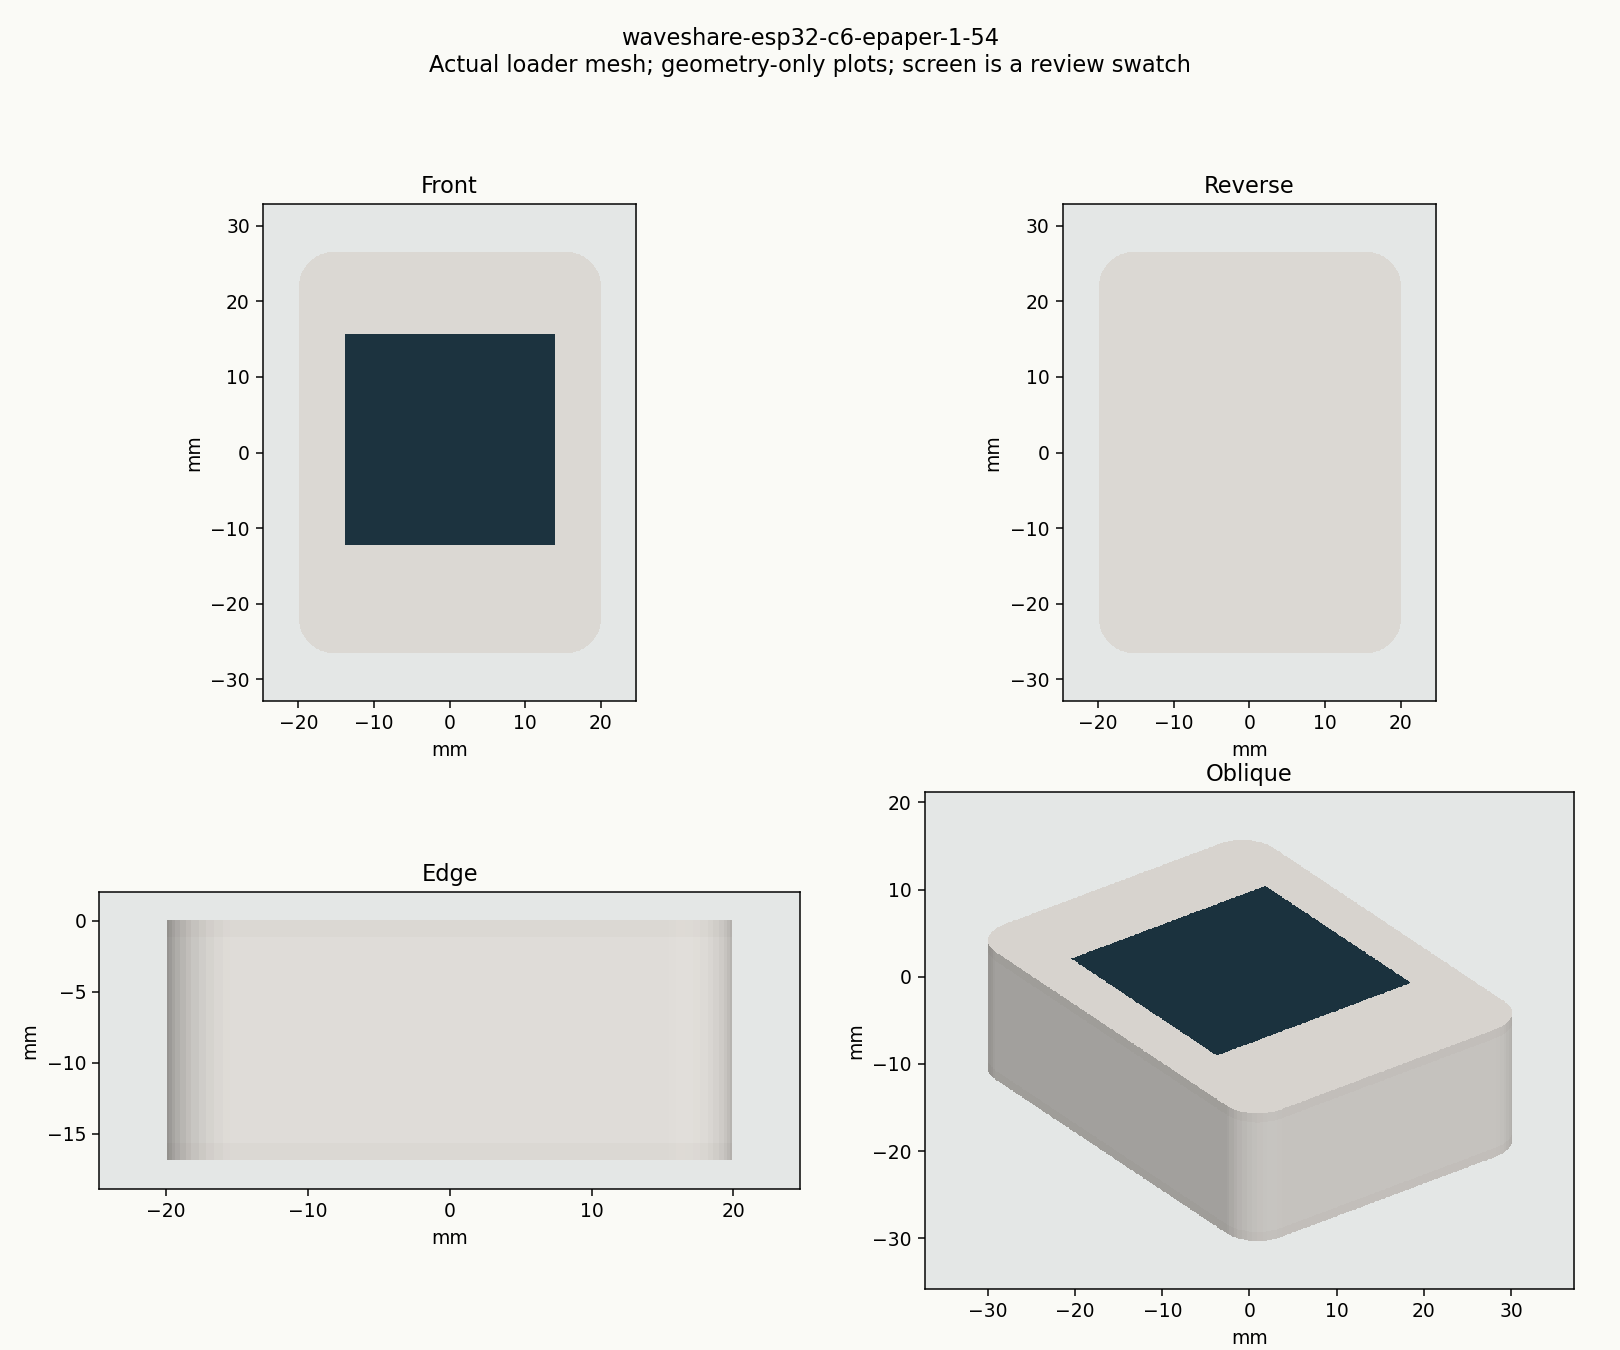 waveshare-esp32-c6-epaper-1-54
Actual loader mesh; geometry-only plots; screen is a review swatch
Front
30
20
10
0
−10
−20
−30
mm
−20 −10 0 10 20
mm
Reverse
30
20
10
0
−10
−20
−30
mm
−20 −10 0 10 20
mm
Edge
0
−5
−10
−15
mm
−20 −10 0 10 20
mm
Oblique
20
10
0
−10
−20
−30
mm
−30 −20 −10 0 10 20 30
mm